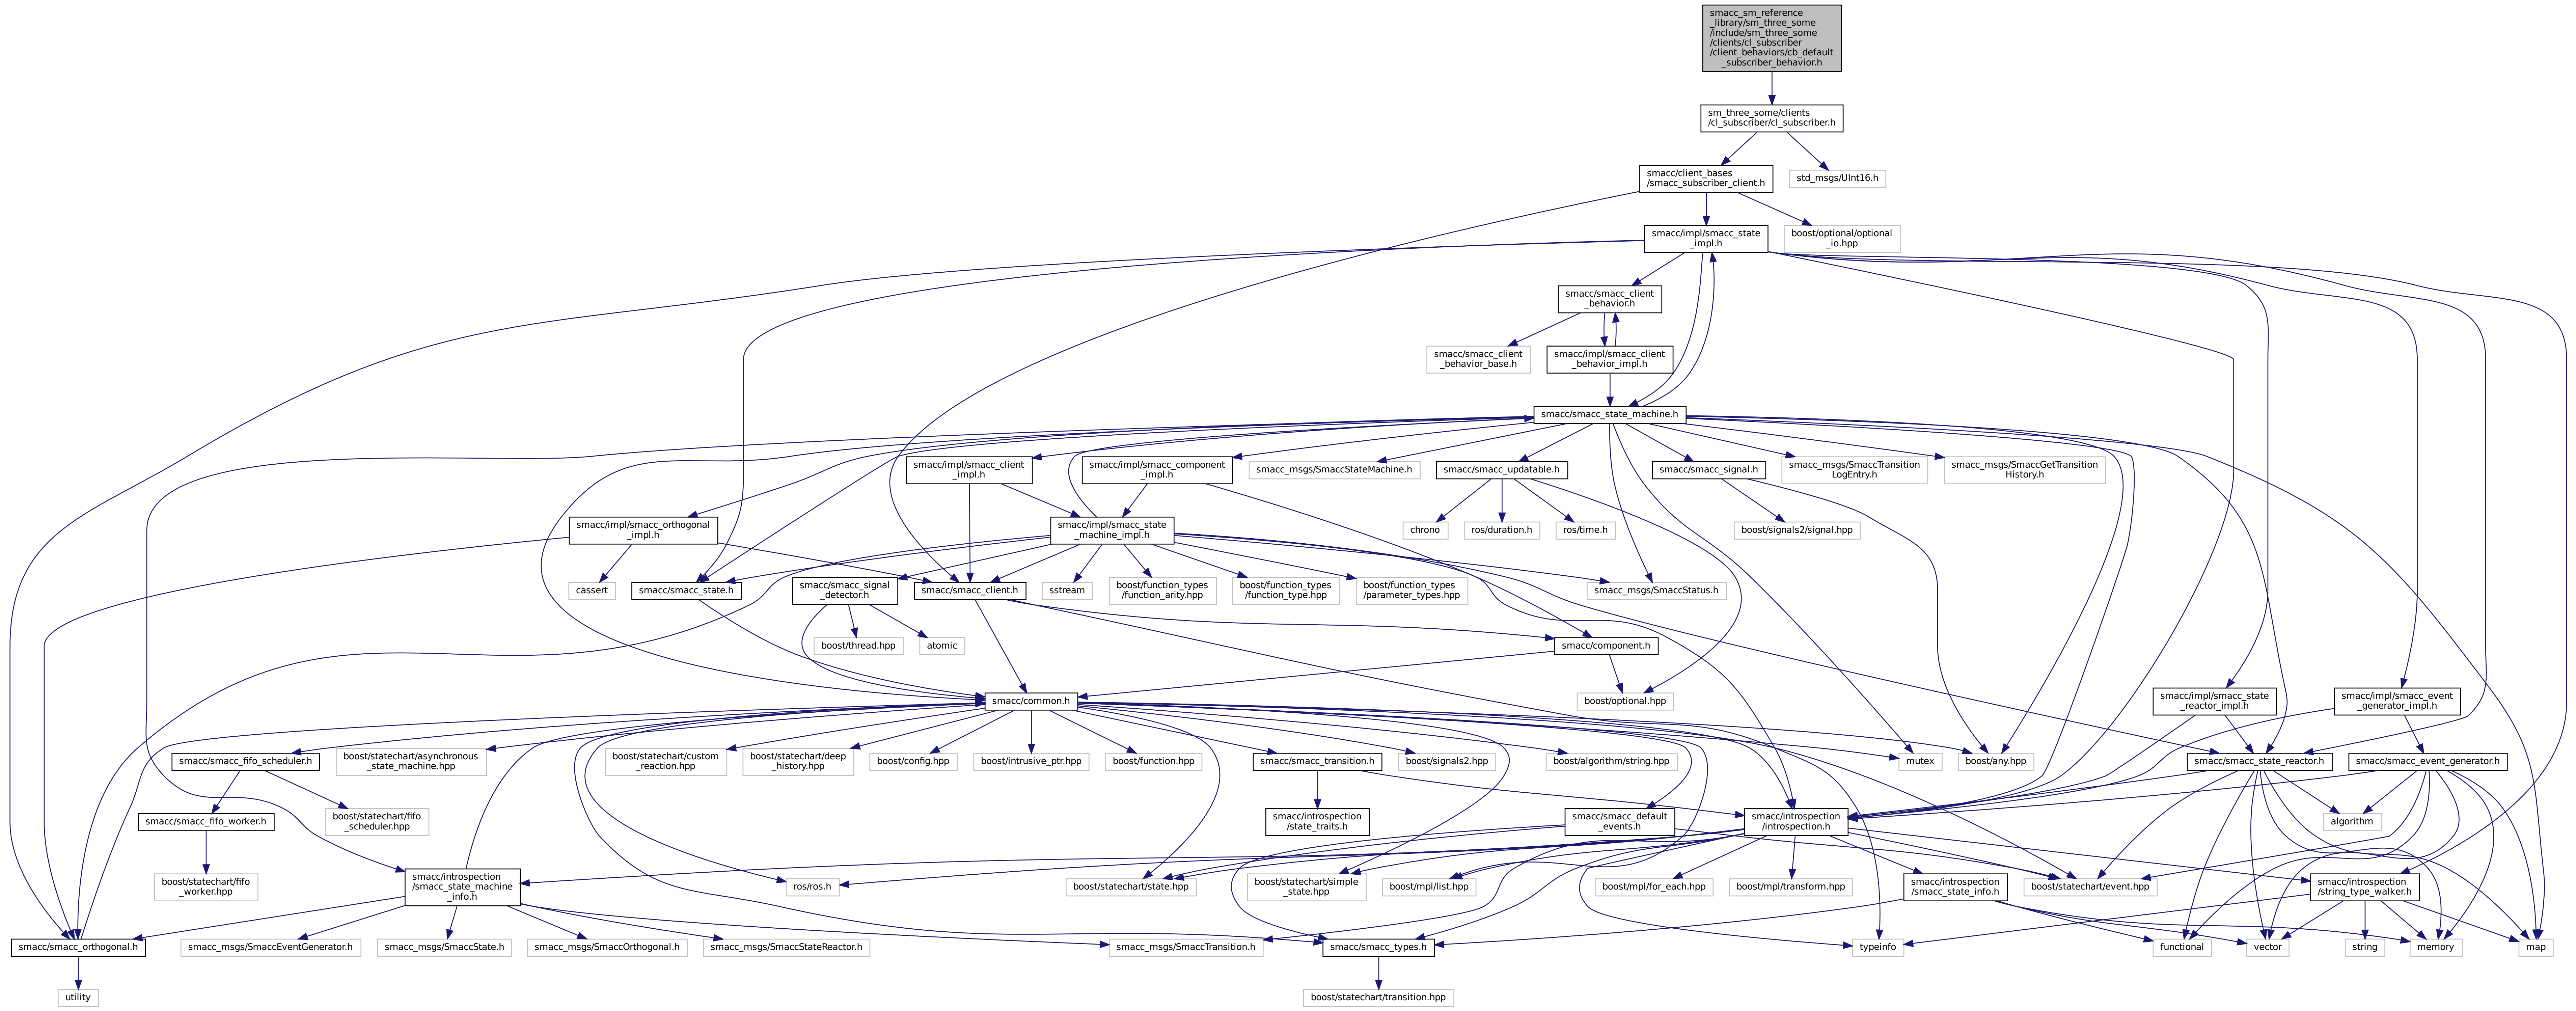 smacc_sm_reference
_library/sm_three_some
/include/sm_three_some
/clients/cl_subscriber
/client_behaviors/cb_default
_subscriber_behavior.h
sm_three_some/clients
/cl_subscriber/cl_subscriber.h
smacc/client_bases
/smacc_subscriber_client.h
std_msgs/UInt16.h
smacc/impl/smacc_state
_impl.h
boost/optional/optional
_io.hpp
smacc/smacc_client
_behavior.h
smacc/smacc_client
_behavior_base.h
smacc/impl/smacc_client
_behavior_impl.h
smacc/smacc_state_machine.h
smacc/impl/smacc_client
_impl.h
smacc/impl/smacc_component
_impl.h
smacc_msgs/SmaccStateMachine.h
smacc/smacc_updatable.h
smacc/smacc_signal.h
smacc_msgs/SmaccTransition
LogEntry.h
smacc_msgs/SmaccGetTransition
History.h
smacc/impl/smacc_orthogonal
_impl.h
smacc/impl/smacc_state
_machine_impl.h
chrono
ros/duration.h
ros/time.h
boost/signals2/signal.hpp
cassert
smacc/smacc_state.h
smacc/smacc_signal
_detector.h
smacc/smacc_client.h
sstream
boost/function_types
/function_arity.hpp
boost/function_types
/function_type.hpp
boost/function_types
/parameter_types.hpp
smacc_msgs/SmaccStatus.h
boost/thread.hpp
atomic
smacc/component.h
smacc/common.h
boost/optional.hpp
smacc/impl/smacc_state
_reactor_impl.h
smacc/impl/smacc_event
_generator_impl.h
smacc/smacc_fifo_scheduler.h
boost/statechart/asynchronous
_state_machine.hpp
boost/statechart/custom
_reaction.hpp
boost/statechart/deep
_history.hpp
boost/config.hpp
boost/intrusive_ptr.hpp
boost/function.hpp
smacc/smacc_transition.h
boost/signals2.hpp
boost/algorithm/string.hpp
mutex
boost/any.hpp
smacc/smacc_state_reactor.h
smacc/smacc_event_generator.h
smacc/smacc_fifo_worker.h
boost/statechart/fifo
_scheduler.hpp
smacc/introspection
/state_traits.h
smacc/smacc_default
_events.h
smacc/introspection
/introspection.h
algorithm
boost/statechart/fifo
_worker.hpp
smacc/introspection
/smacc_state_machine
_info.h
ros/ros.h
boost/statechart/state.hpp
boost/statechart/simple
_state.hpp
boost/mpl/list.hpp
boost/mpl/for_each.hpp
boost/mpl/transform.hpp
smacc/introspection
/smacc_state_info.h
boost/statechart/event.hpp
smacc/introspection
/string_type_walker.h
smacc/smacc_orthogonal.h
smacc_msgs/SmaccEventGenerator.h
smacc_msgs/SmaccState.h
smacc_msgs/SmaccOrthogonal.h
smacc_msgs/SmaccStateReactor.h
smacc_msgs/SmaccTransition.h
smacc/smacc_types.h
typeinfo
functional
vector
string
memory
map
utility
boost/statechart/transition.hpp